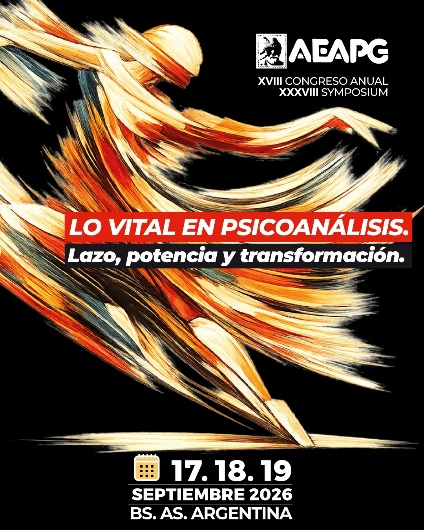 AEAPG
XVIII CONGRESO ANUAL
XXXVIII SYMPOSIUM
LO VITAL EN PSICOANÁLISIS.
Lazo, potencia y transformación.
17. 18. 19
SEPTIEMBRE 2026
BS. AS. ARGENTINA